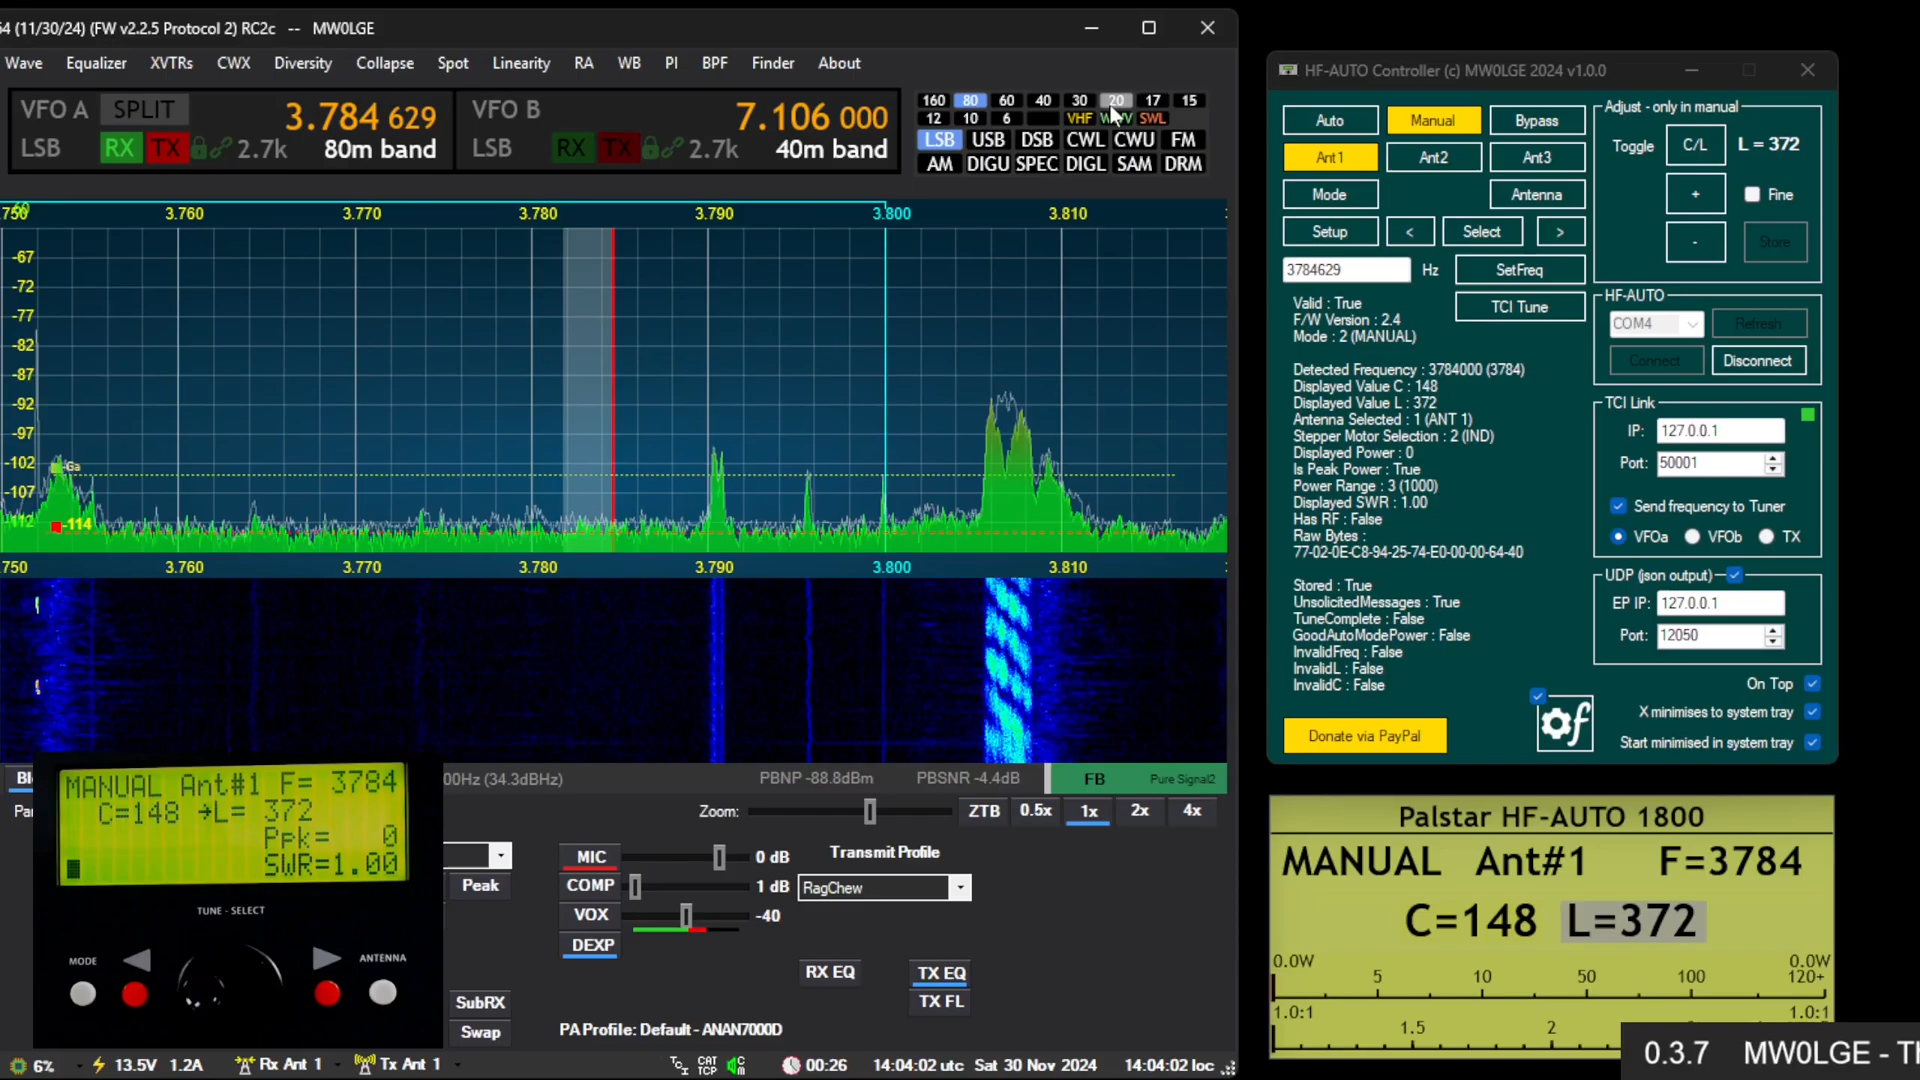 64 (11/30/24) (FW v2.2.5 Protocol 2) RC2c -- MW0LGE
Wave Equalizer XVTRs CWX Diversity Collapse Spot Linearity RA WB PI BPF Finder About
VFO A SPLIT 3.784 629
LSB RX TX 2.7k 80m band
VFO B 7.106 000
LSB RX TX 2.7k 40m band
160 80 60 40 30 20 17 15
12 10 6 VHF WWV SWL
LSB USB DSB CWL CWU FM
AM DIGU SPEC DIGL SAM DRM
.750 3.760 3.770 3.780 3.790 3.800 3.810
-67
-72
-77
-82
-87
-92
-97
-102
-Ga
-107
-112
-114
.750 3.760 3.770 3.780 3.790 3.800 3.810
00Hz (34.3dBHz) PBNP -88.8dBm PBSNR -4.4dB FB Pure Signal2
Zoom: ZTB 0.5x 1x 2x 4x
MIC 0 dB Transmit Profile
Peak COMP 1 dB RagChew
VOX -40
DEXP
RX EQ TX EQ
SubRX TX FL
Swap PA Profile: Default - ANAN7000D
6% 13.5V 1.2A Rx Ant 1 Tx Ant 1 CAT TCP 00:26 14:04:02 utc Sat 30 Nov 2024 14:04:02 loc
MANUAL Ant#1 F= 3784
C=148 →L= 372
Ppk= 0
SWR=1.00
TUNE - SELECT
MODE ANTENNA
HF-AUTO Controller (c) MW0LGE 2024 v1.0.0
Auto Manual Bypass
Ant1 Ant2 Ant3
Mode Antenna
Setup < Select >
3784629 Hz SetFreq
TCI Tune
Valid : True
F/W Version : 2.4
Mode : 2 (MANUAL)
Detected Frequency : 3784000 (3784)
Displayed Value C : 148
Displayed Value L : 372
Antenna Selected : 1 (ANT 1)
Stepper Motor Selection : 2 (IND)
Displayed Power : 0
Is Peak Power : True
Power Range : 3 (1000)
Displayed SWR : 1.00
Has RF : False
Raw Bytes :
77-02-0E-C8-94-25-74-E0-00-00-64-40
Stored : True
UnsolicitedMessages : True
TuneComplete : False
GoodAutoModePower : False
InvalidFreq : False
InvalidL : False
InvalidC : False
Donate via PayPal
Adjust - only in manual
Toggle C/L L = 372
+ Fine
- Store
HF-AUTO
COM4 Refresh
Connect Disconnect
TCI Link
IP: 127.0.0.1
Port: 50001
Send frequency to Tuner
VFOa VFOb TX
UDP (json output)
EP IP: 127.0.0.1
Port: 12050
On Top
X minimises to system tray
Start minimised in system tray
Palstar HF-AUTO 1800
MANUAL Ant#1 F=3784
C=148 L=372
0.0W 0.0W
5 10 50 100 120+
1.0:1 1.0:1
1.5 2
0.3.7 MW0LGE - Th